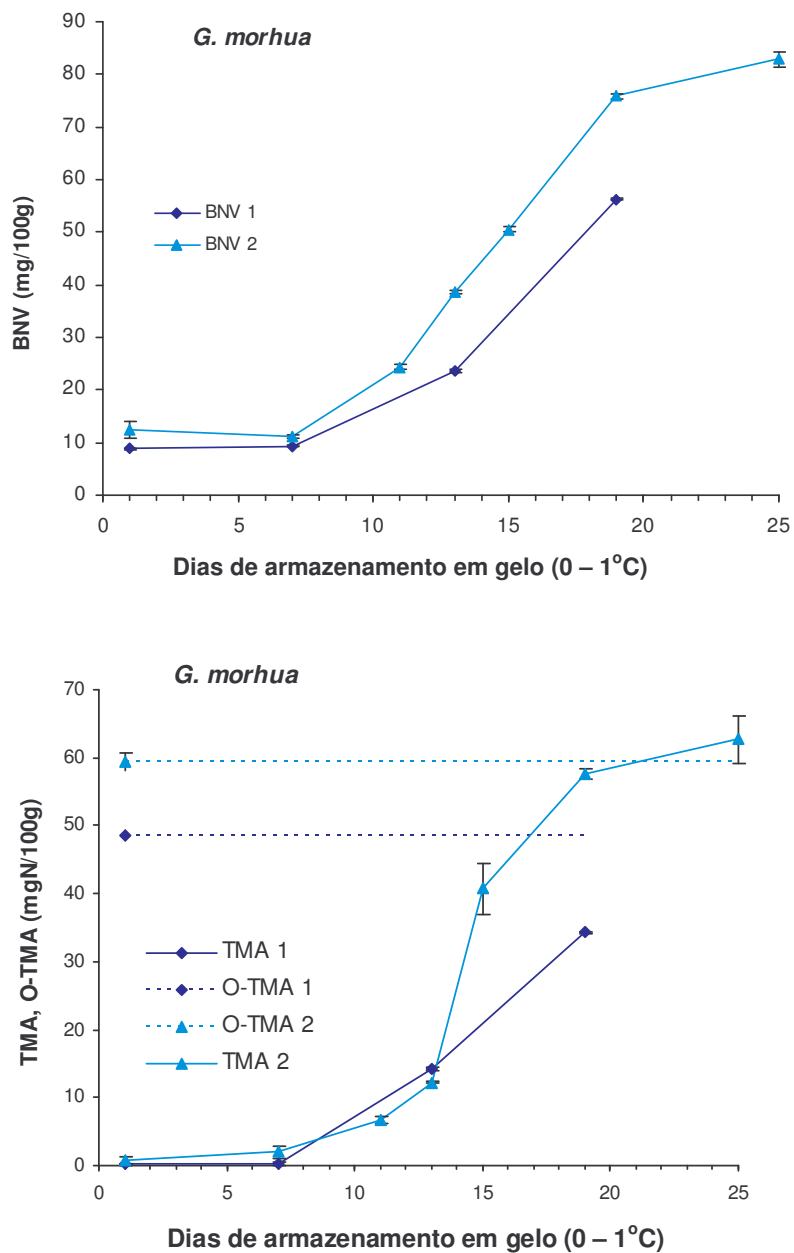 G. morhua
90
80
70
60
50
40
30
20
10
0
BNV (mg/100g)
BNV 1
BNV 2
0 5 10 15 20 25
Dias de armazenamento em gelo (0 – 1°C)
G. morhua
70
60
50
40
30
20
10
0
TMA, O-TMA (mgN/100g)
TMA 1
O-TMA 1
O-TMA 2
TMA 2
0 5 10 15 20 25
Dias de armazenamento em gelo (0 – 1°C)